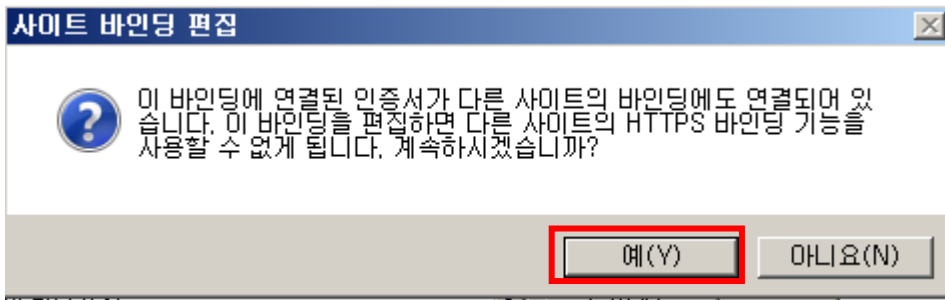 사이트 바인딩 편집
이 바인딩에 연결된 인증서가 다른 사이트의 바인딩에도 연결되어 있
습니다. 이 바인딩을 편집하면 다른 사이트의 HTTPS 바인딩 기능을
사용할 수 없게 됩니다. 계속하시겠습니까?
예(Y)
아니요(N)